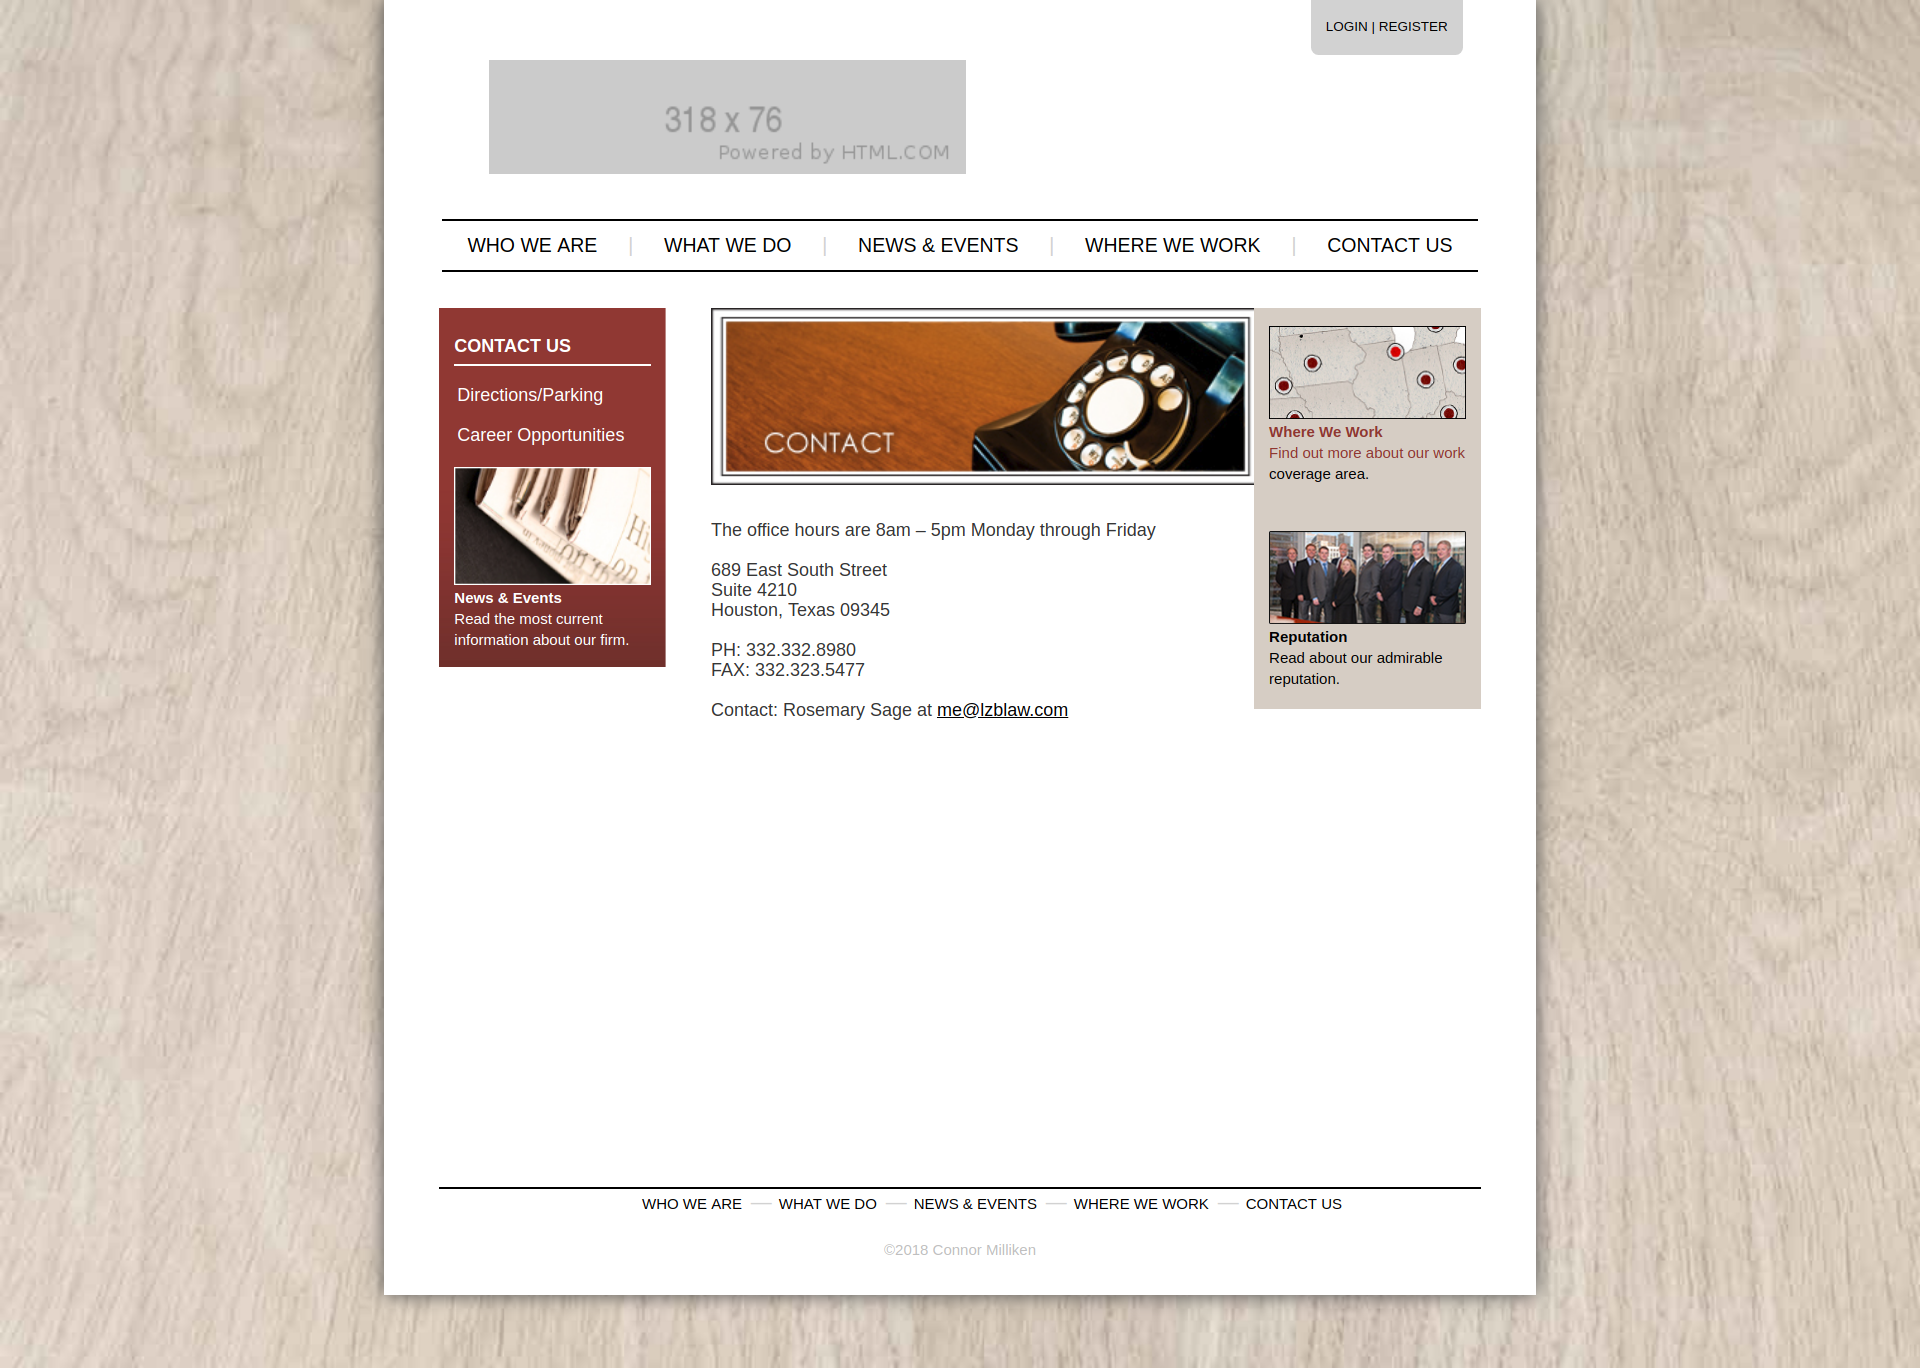 LOGIN | REGISTER
318 x 76
Powered by HTML.COM
WHO WE ARE | WHAT WE DO | NEWS & EVENTS | WHERE WE WORK | CONTACT US
CONTACT US
Directions/Parking
Career Opportunities
News & Events
Read the most current
information about our firm.
CONTACT
The office hours are 8am – 5pm Monday through Friday
689 East South Street
Suite 4210
Houston, Texas 09345
PH: 332.332.8980
FAX: 332.323.5477
Contact: Rosemary Sage at me@lzblaw.com
Where We Work
Find out more about our work
coverage area.
Reputation
Read about our admirable
reputation.
WHO WE ARE — WHAT WE DO — NEWS & EVENTS — WHERE WE WORK — CONTACT US
©2018 Connor Milliken